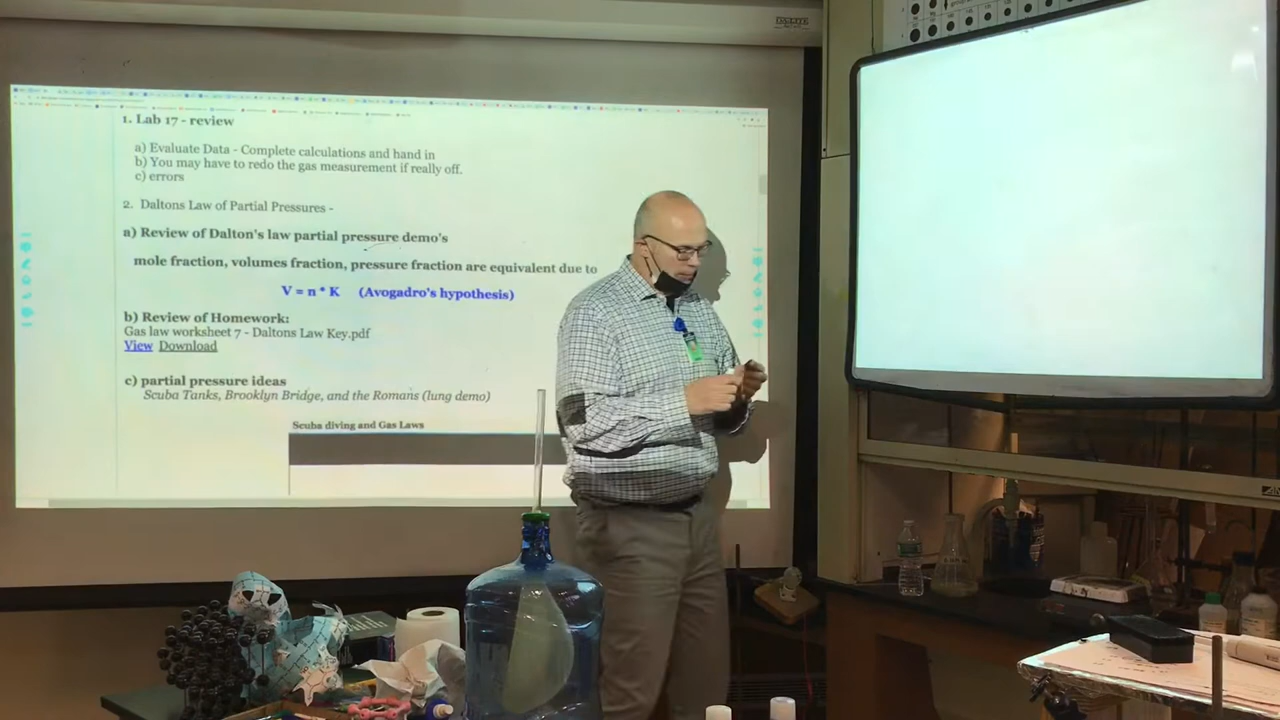 1. Lab 17 - review
a) Evaluate Data - Complete calculations and hand in
b) You may have to redo the gas measurement if really off.
c) errors
2. Daltons Law of Partial Pressures -
a) Review of Dalton's law partial pressure demo's
mole fraction, volumes fraction, pressure fraction are equivalent due to
V = n * K (Avogadro's hypothesis)
b) Review of Homework:
Gas law worksheet 7 - Daltons Law Key.pdf
View Download
c) partial pressure ideas
Scuba Tanks, Brooklyn Bridge, and the Romans (lung demo)
Scuba diving and Gas Laws